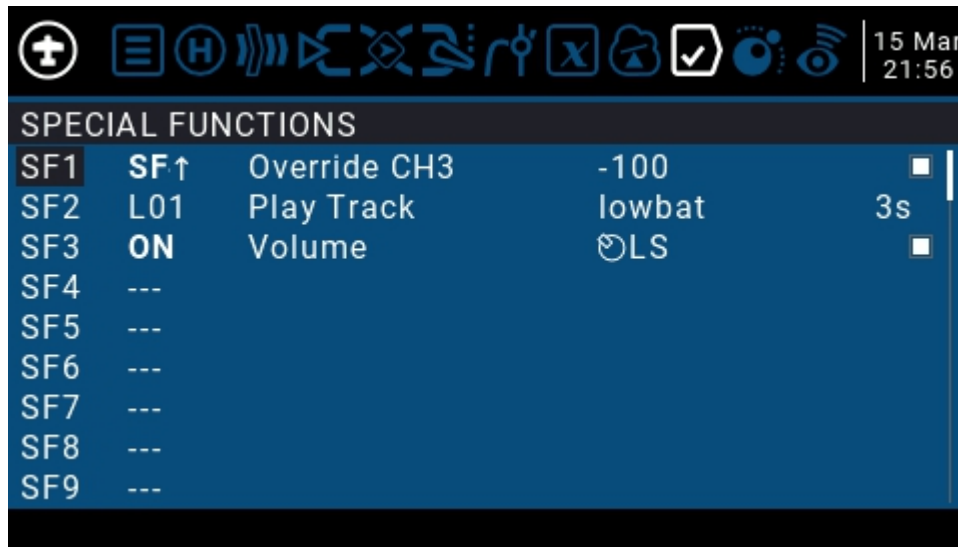 15 Mar
21:56
SPECIAL FUNCTIONS
SF1 SF↑ Override CH3 -100
SF2 L01 Play Track lowbat 3s
SF3 ON Volume LS
SF4 ---
SF5 ---
SF6 ---
SF7 ---
SF8 ---
SF9 ---